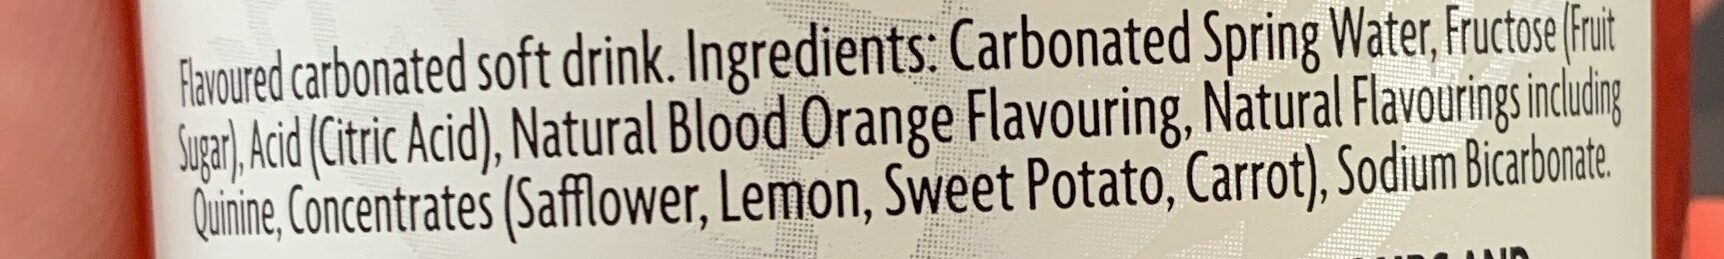 Flavoured carbonated soft drink. Ingredients: Carbonated Spring Water, Fructose (Fruit
Sugar), Acid (Citric Acid), Natural Blood Orange Flavouring, Natural Flavourings including
Quinine, Concentrates (Safflower, Lemon, Sweet Potato, Carrot), Sodium Bicarbonate.
AND